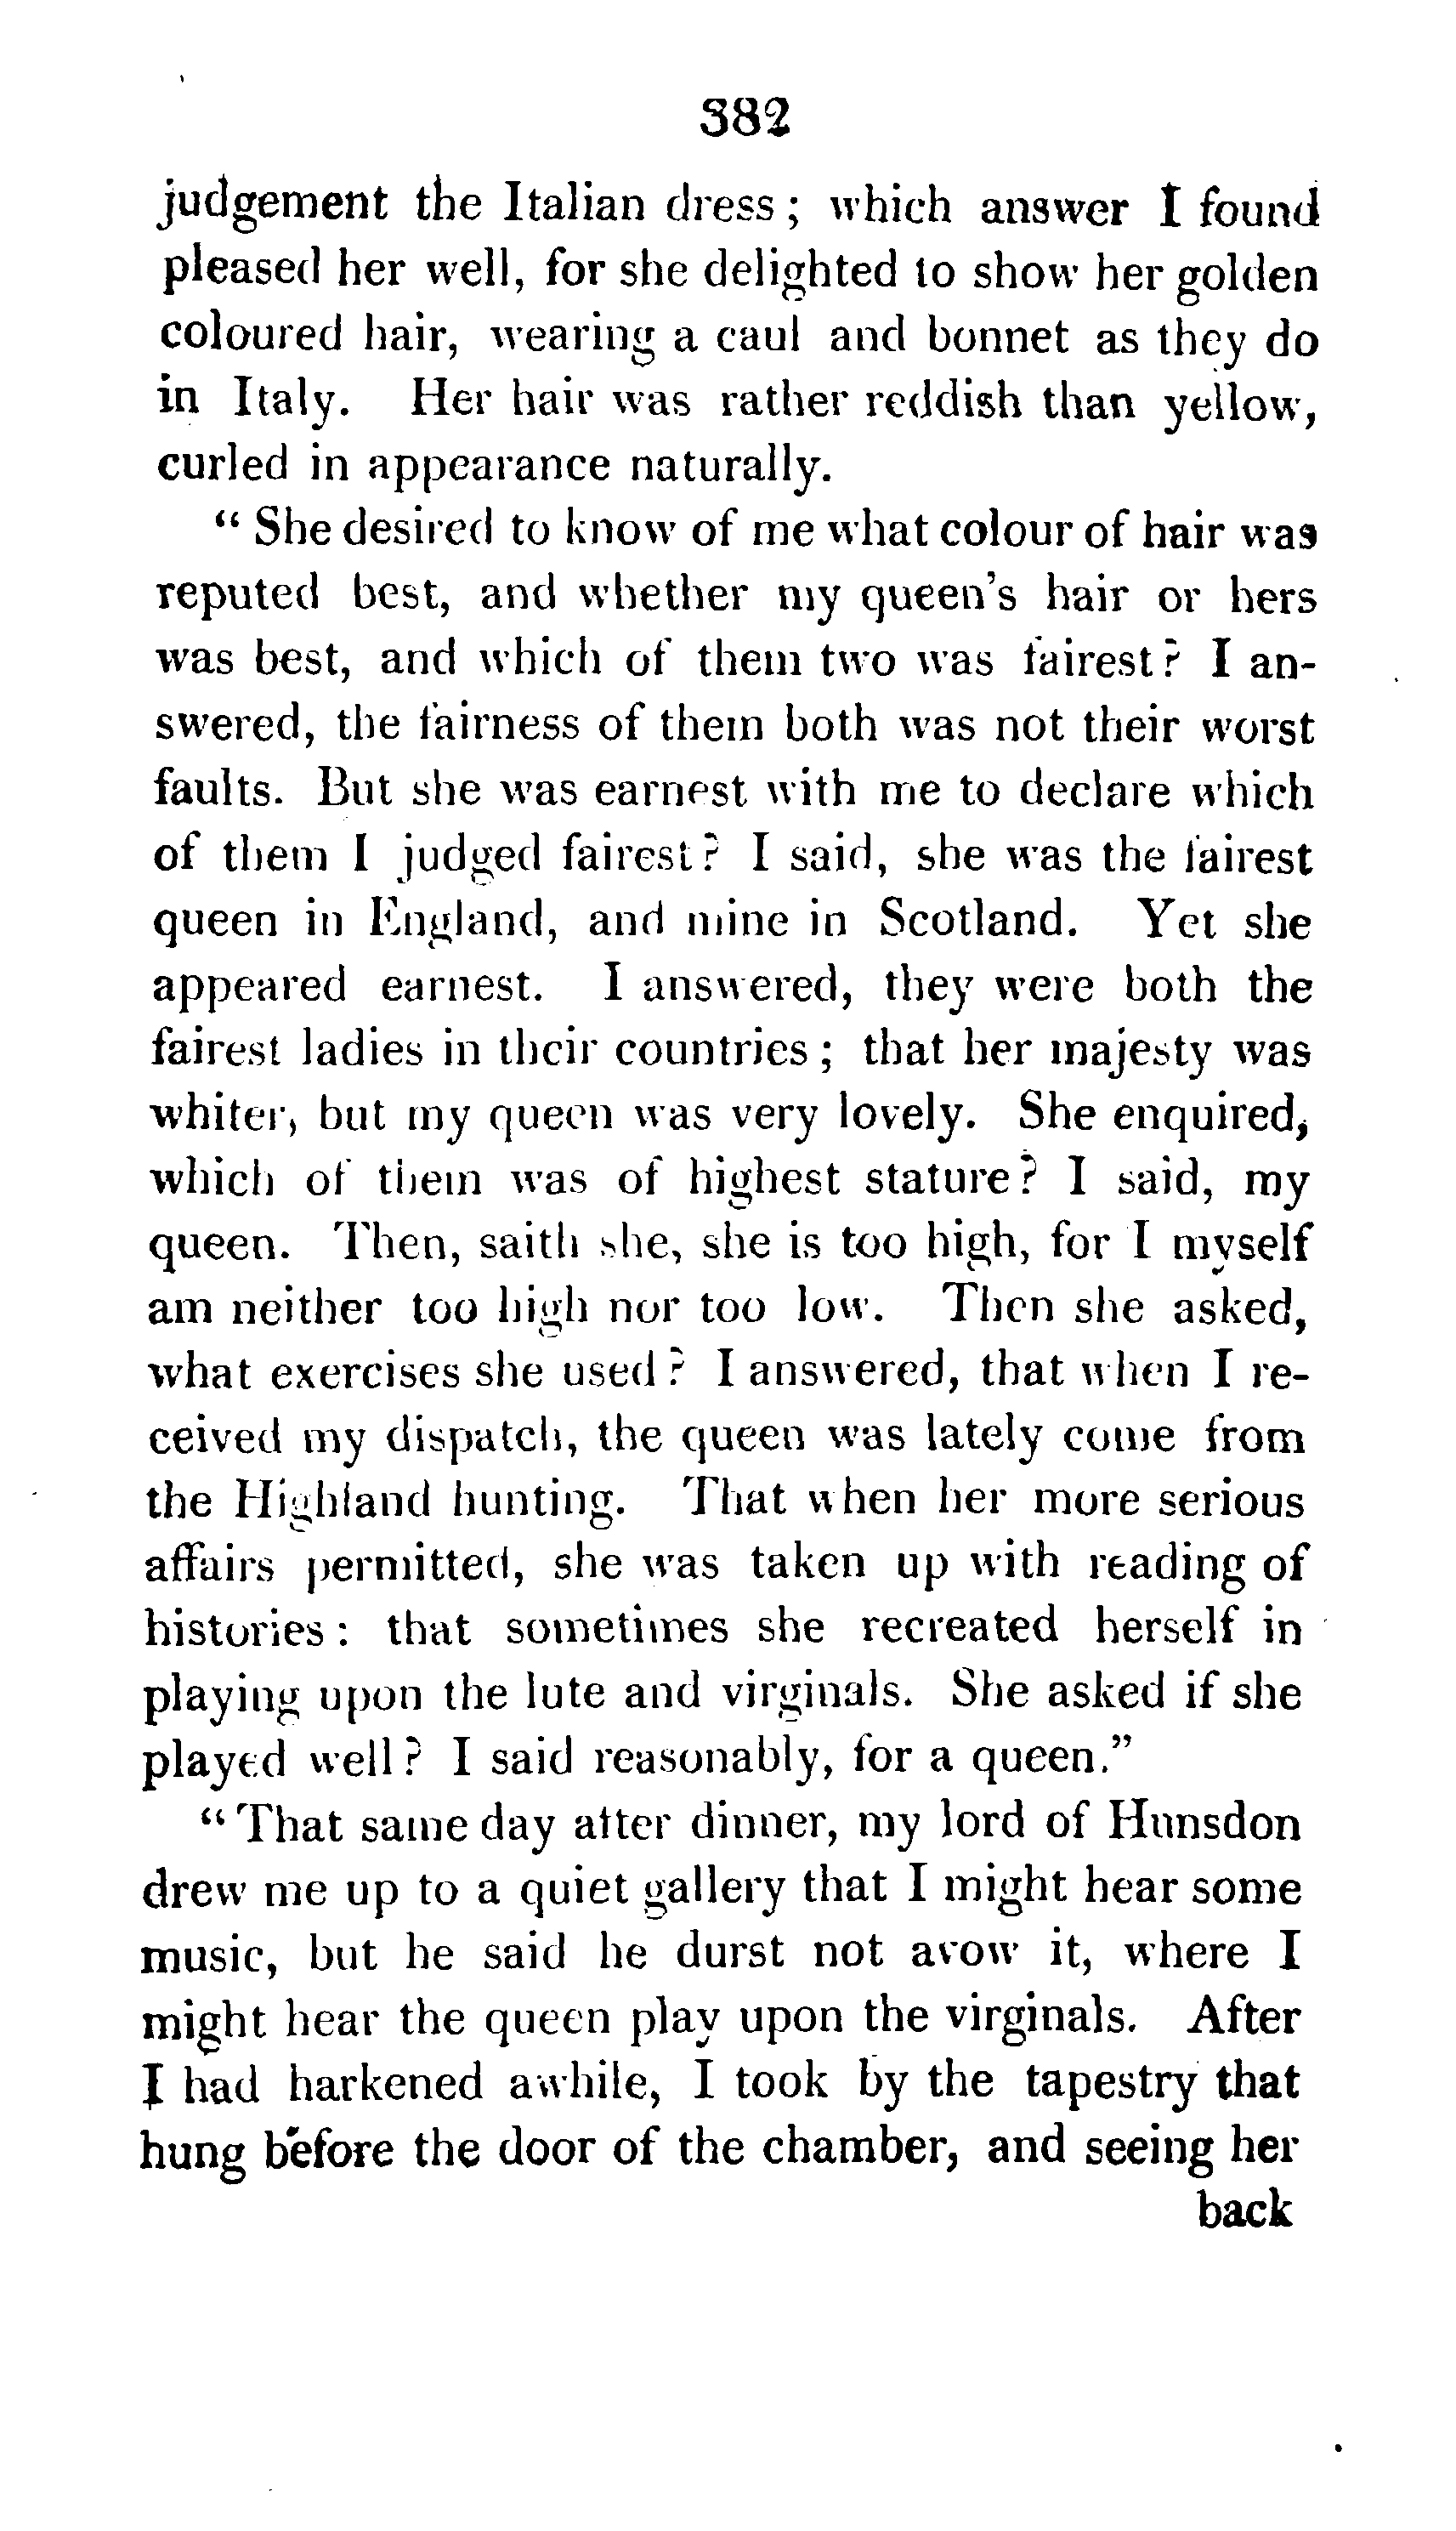 382
judgement the Italian dress; which answer I found
pleased her well, for she delighted to show her golden
coloured hair, wearing a caul and bonnet as they do
in Italy. Her hair was rather reddish than yellow,
curled in appearance naturally.
“ She desired to know of me what colour of hair was
reputed best, and whether my queen's hair or hers
was best, and which of them two was fairest? I an-
swered, the fairness of them both was not their worst
faults. But she was earnest with me to declare which
of them I judged fairest? I said, she was the fairest
queen in England, and mine in Scotland. Yet she
appeared earnest. I answered, they were both the
fairest ladies in their countries; that her majesty was
whiter, but my queen was very lovely. She enquired,
which of them was of highest stature? I said, my
queen. Then, saith she, she is too high, for I myself
am neither too high nor too low. Then she asked,
what exercises she used? I answered, that when I re-
ceived my dispatch, the queen was lately come from
the Highland hunting. That when her more serious
affairs permitted, she was taken up with reading of
histories: that sometimes she recreated herself in
playing upon the lute and virginals. She asked if she
played well? I said reasonably, for a queen.”
“ That same day after dinner, my lord of Hunsdon
drew me up to a quiet gallery that I might hear some
music, but he said he durst not avow it, where I
might hear the queen play upon the virginals. After
I had harkened awhile, I took by the tapestry that
hung before the door of the chamber, and seeing her
back